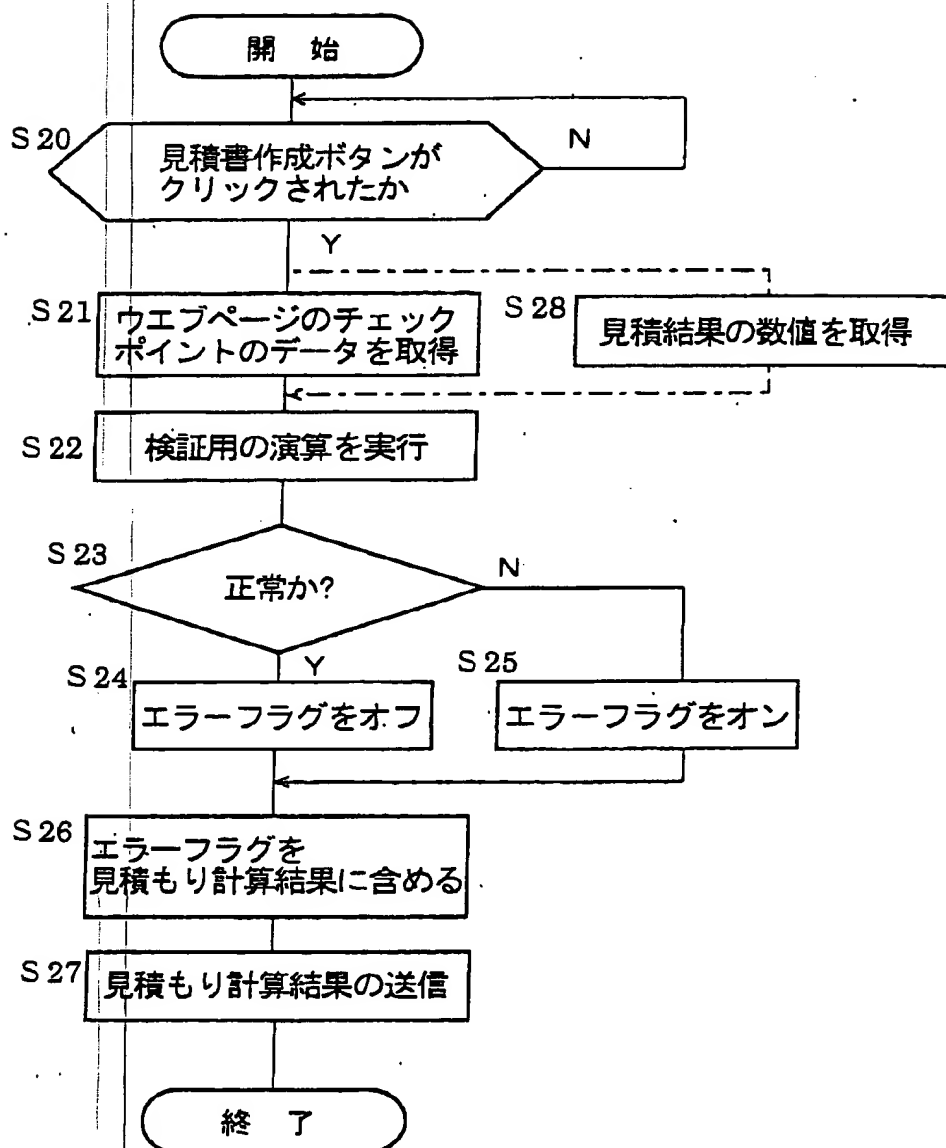 開 始
S20
N
見積書作成ボタンが
クリックされたか
Y
S21
ウエブページのチェック
ポイントのデータを取得
S28
見積結果の数値を取得
S22
検証用の演算を実行
S23
正常か?
N
Y
S24
エラーフラグをオフ
S25
エラーフラグをオン
S26
エラーフラグを
見積もり計算結果に含める
S27
見積もり計算結果の送信
終 了